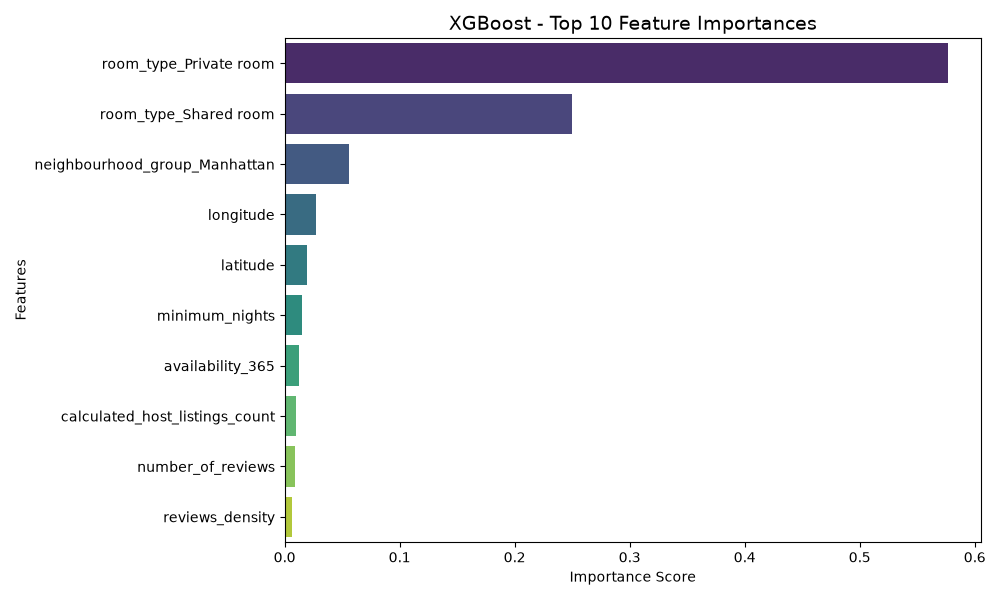 XGBoost - Top 10 Feature Importances
room_type_Private room
room_type_Shared room
neighbourhood_group_Manhattan
longitude
latitude
minimum_nights
availability_365
calculated_host_listings_count
number_of_reviews
reviews_density
Features
0.0 0.1 0.2 0.3 0.4 0.5 0.6
Importance Score